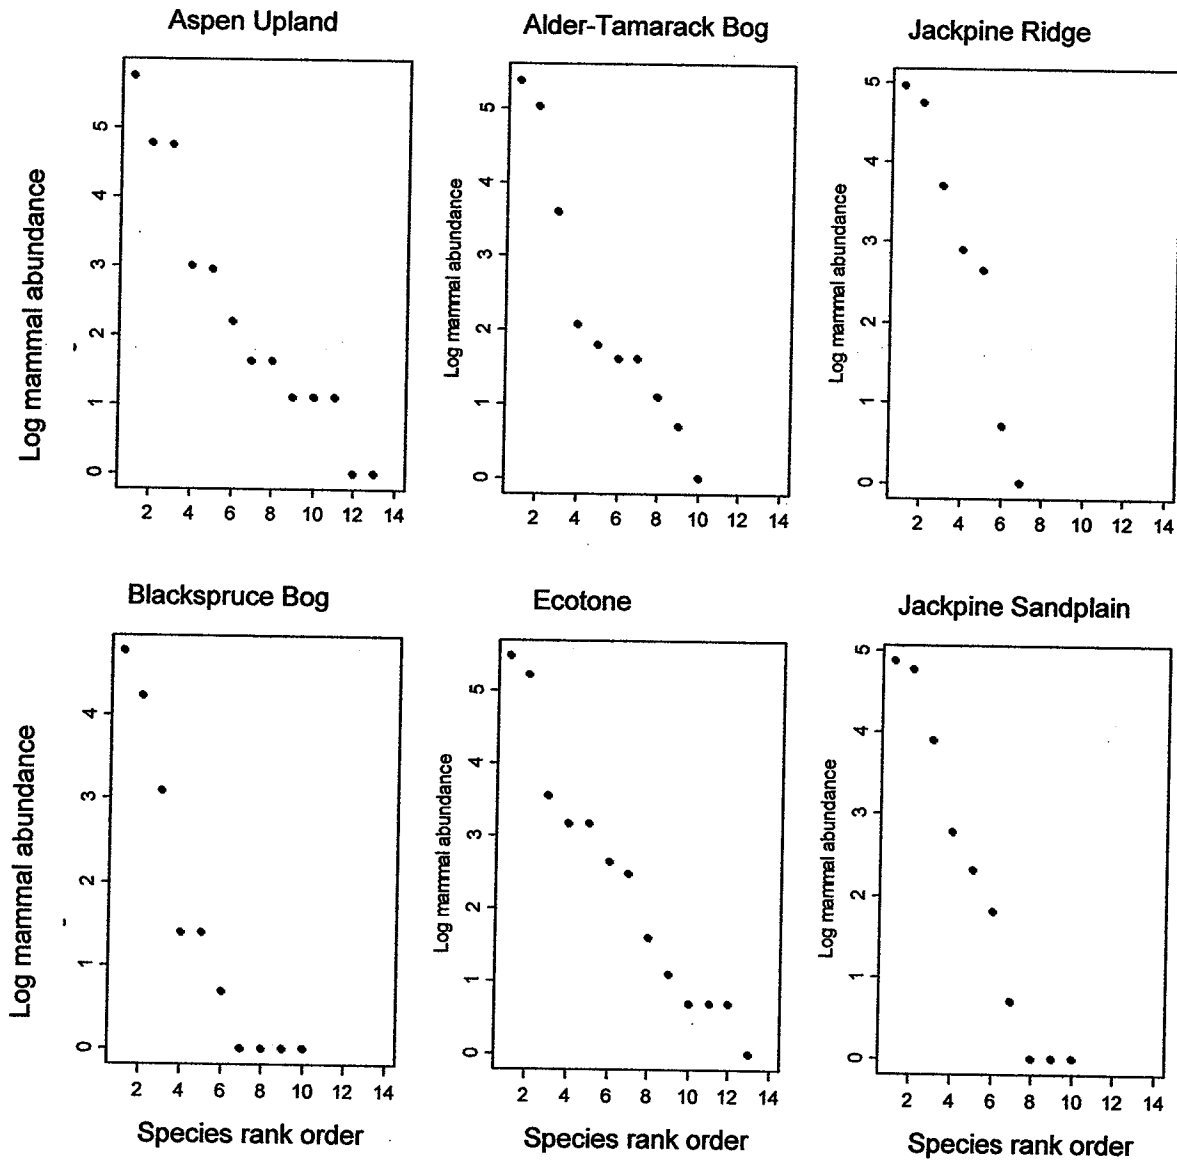 Aspen Upland
Alder-Tamarack Bog
Jackpine Ridge
Log mammal abundance
0 1 2 3 4 5
2 4 6 8 10 12 14
Log mammal abundance
0 1 2 3 4 5
2 4 6 8 10 12 14
Log mammal abundance
0 1 2 3 4 5
2 4 6 8 10 12 14
Blackspruce Bog
Ecotone
Jackpine Sandplain
Log mammal abundance
0 1 2 3 4
2 4 6 8 10 12 14
Species rank order
Log mammal abundance
0 1 2 3 4 5
2 4 6 8 10 12 14
Species rank order
Log mammal abundance
0 1 2 3 4 5
2 4 6 8 10 12 14
Species rank order